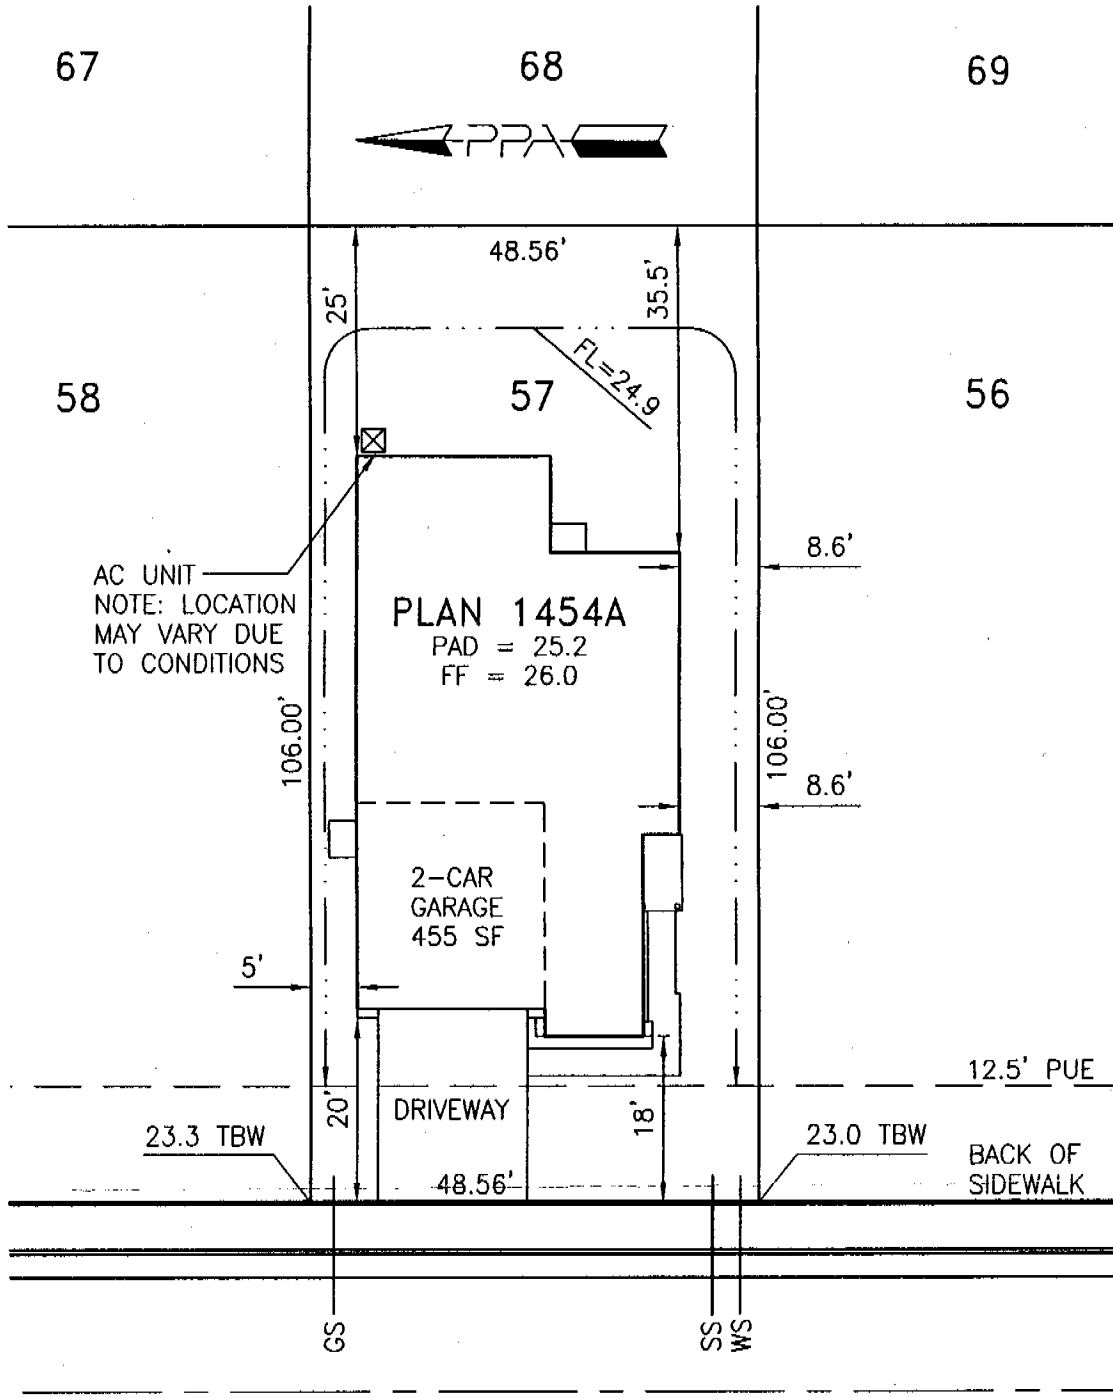 67
68
69
PPA
48.56'
25'
35.5'
FL=24.9
58
57
56
8.6'
AC UNIT
NOTE: LOCATION
MAY VARY DUE
TO CONDITIONS
PLAN 1454A
PAD = 25.2
FF = 26.0
106.00'
106.00'
8.6'
2-CAR
GARAGE
455 SF
5'
12.5' PUE
20'
DRIVEWAY
18'
23.3 TBW
23.0 TBW
BACK OF
SIDEWALK
48.56'
GS
SS
WS